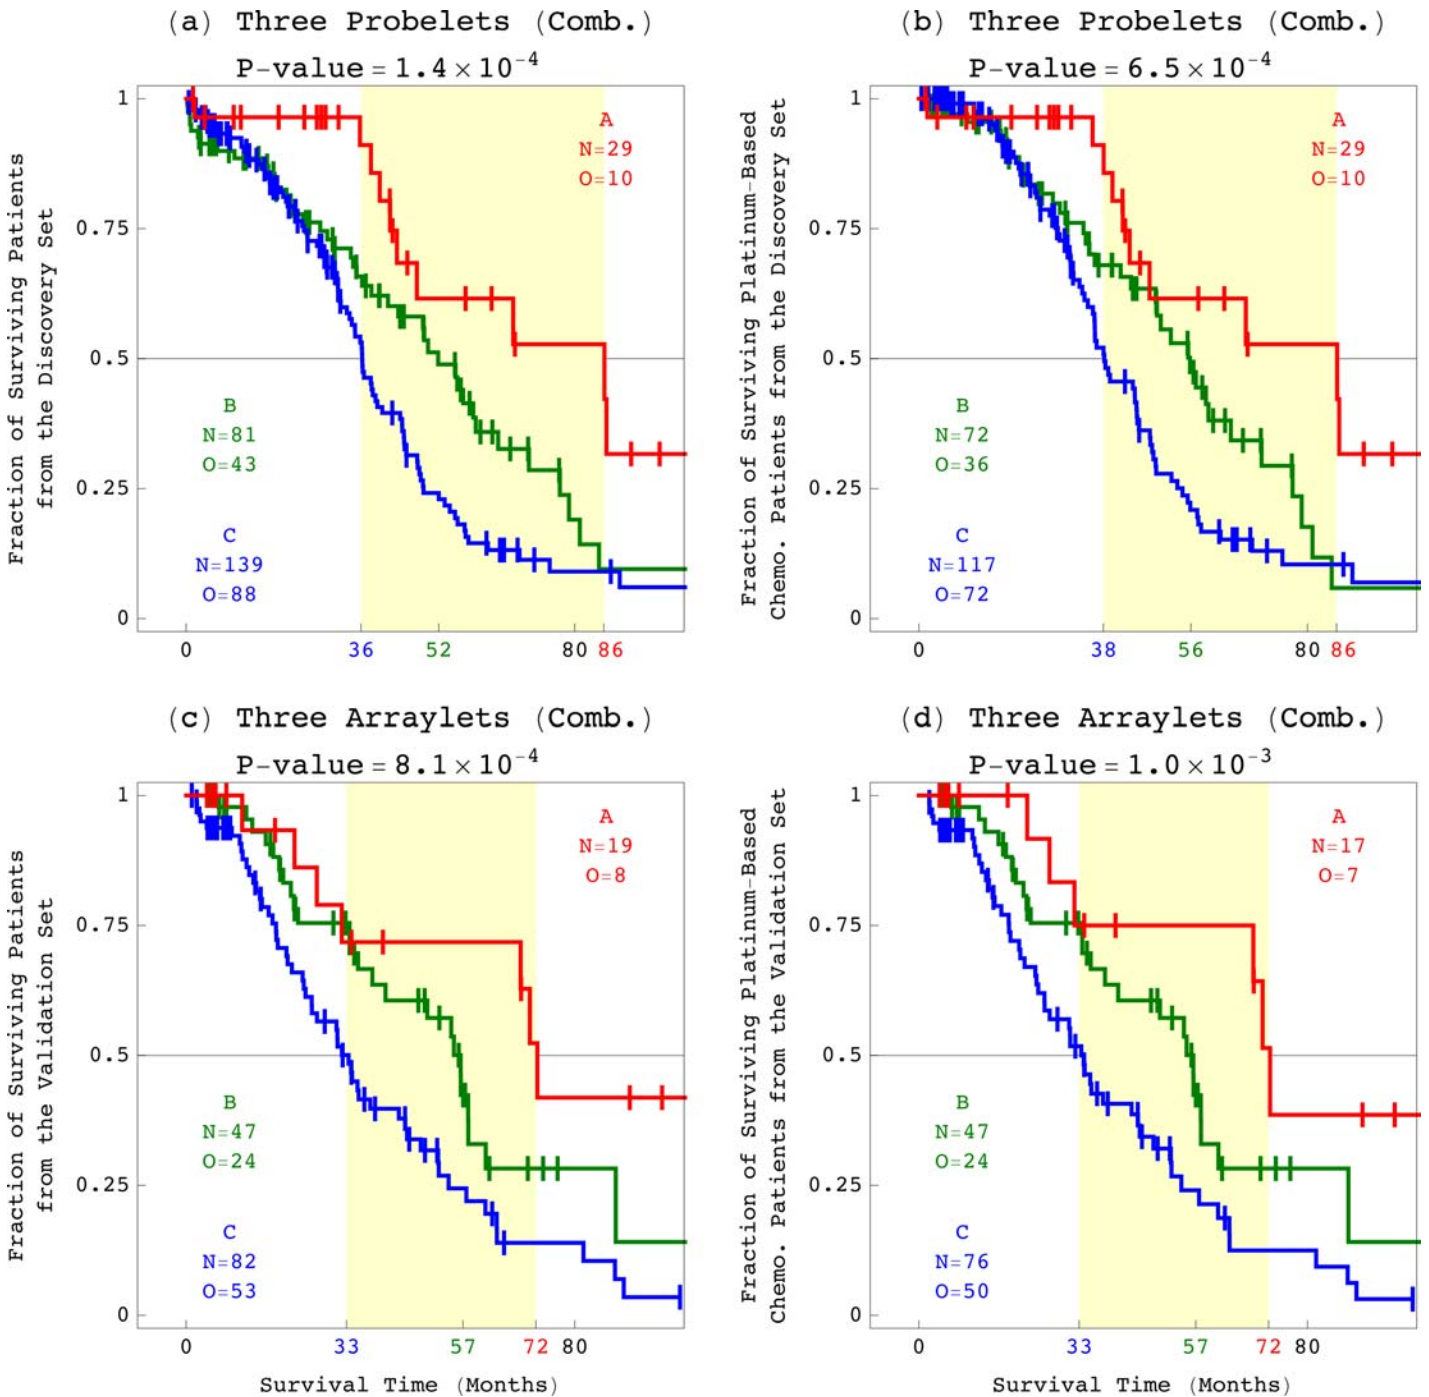 (a) Three Probelets (Comb.)
P-value = 1.4×10⁻⁴
Fraction of Surviving Patients
from the Discovery Set
1
0.75
0.5
0.25
0
A
N=29
O=10
B
N=81
O=43
C
N=139
O=88
0 36 52 80 86
(b) Three Probelets (Comb.)
P-value = 6.5×10⁻⁴
Fraction of Surviving Platinum-Based
Chemo. Patients from the Discovery Set
1
0.75
0.5
0.25
0
A
N=29
O=10
B
N=72
O=36
C
N=117
O=72
0 38 56 80 86
(c) Three Arraylets (Comb.)
P-value = 8.1×10⁻⁴
Fraction of Surviving Patients
from the Validation Set
1
0.75
0.5
0.25
0
A
N=19
O=8
B
N=47
O=24
C
N=82
O=53
0 33 57 72 80
Survival Time (Months)
(d) Three Arraylets (Comb.)
P-value = 1.0×10⁻³
Fraction of Surviving Platinum-Based
Chemo. Patients from the Validation Set
1
0.75
0.5
0.25
0
A
N=17
O=7
B
N=47
O=24
C
N=76
O=50
0 33 57 72 80
Survival Time (Months)